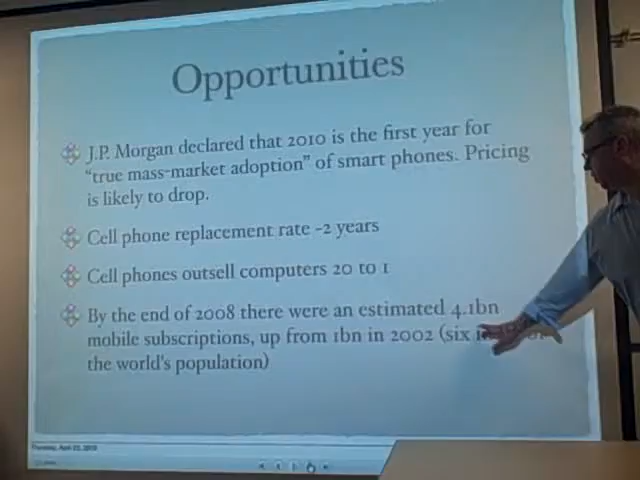 Opportunities
J.P. Morgan declared that 2010 is the first year for
"true mass-market adoption" of smart phones. Pricing
is likely to drop.
Cell phone replacement rate ~2 years
Cell phones outsell computers 20 to 1
By the end of 2008 there were an estimated 4.1bn
mobile subscriptions, up from 1bn in 2002 (six
the world's population)